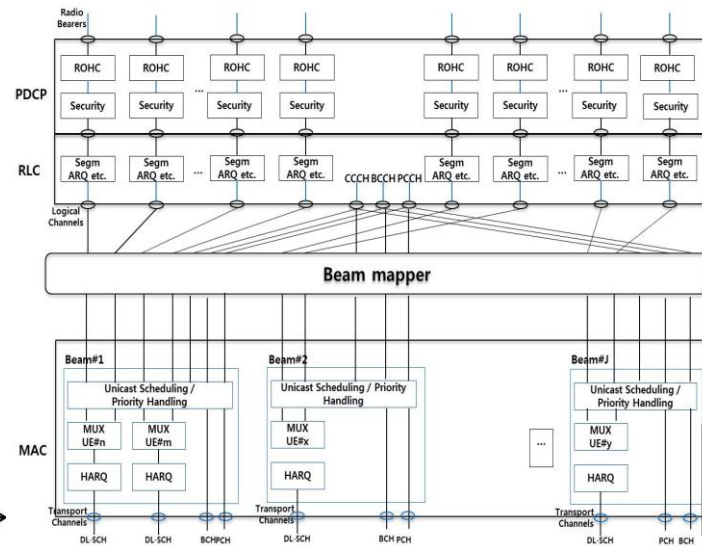 Radio
Bearers
ROHC ROHC ROHC ROHC ROHC ROHC ROHC ROHC
PDCP
Security Security ... Security Security Security Security ... Security Security
RLC
Segm
ARQ etc.
Segm
ARQ etc.
...
Segm
ARQ etc.
Segm
ARQ etc.
CCCH BCCH PCCH
Segm
ARQ etc.
Segm
ARQ etc.
...
Segm
ARQ etc.
Segm
ARQ etc.
Logical
Channels
Beam mapper
MAC
Beam#1
Unicast Scheduling /
Priority Handling
MUX
UE#n
MUX
UE#m
HARQ HARQ
Transport
Channels
DL-SCH DL-SCH BCH PCH
Beam#2
Unicast Scheduling / Priority
Handling
MUX
UE#x
HARQ
Transport
Channels
DL-SCH BCH PCH
...
Beam#J
Unicast Scheduling /
Priority Handling
MUX
UE#y
HARQ
Transport
Channels
DL-SCH PCH BCH